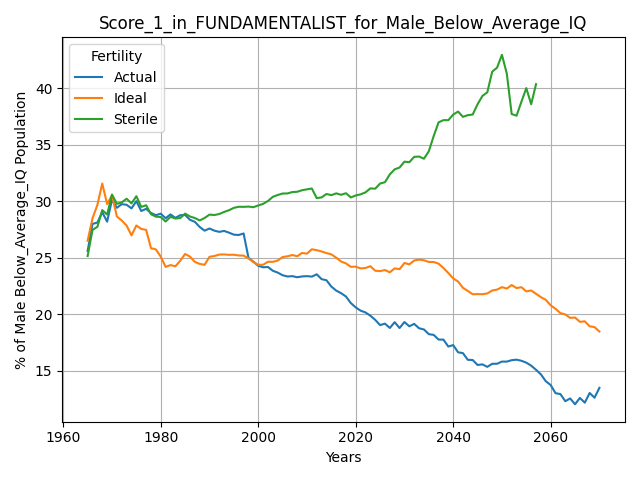 Score_1_in_FUNDAMENTALIST_for_Male_Below_Average_IQ
Fertility
Actual
Ideal
Sterile
% of Male Below_Average_IQ Population
40
35
30
25
20
15
1960
1980
2000
2020
2040
2060
Years